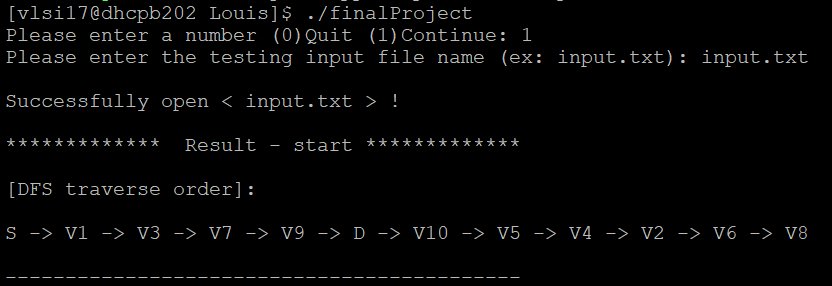 [vlsi17@dhcpb202 Louis]$ ./finalProject
Please enter a number (0)Quit (1)Continue: 1
Please enter the testing input file name (ex: input.txt): input.txt
Successfully open < input.txt > !
*************  Result - start *************
[DFS traverse order]:
S -> V1 -> V3 -> V7 -> V9 -> D -> V10 -> V5 -> V4 -> V2 -> V6 -> V8
--------------------------------------------